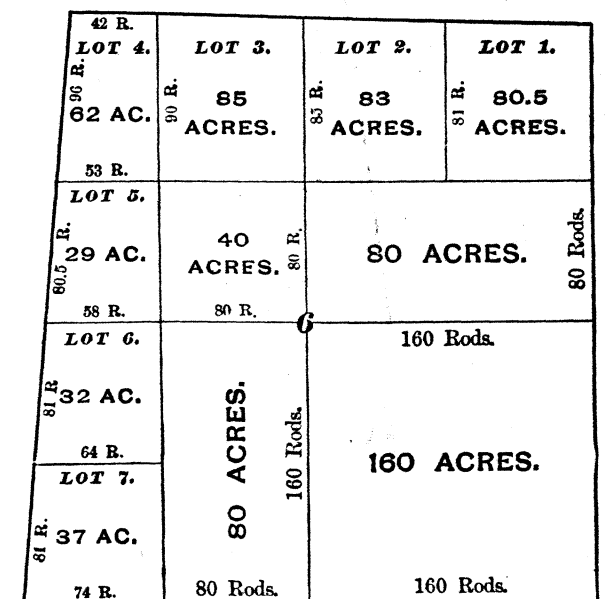 42 R.
LOT 4.
96 R.
62 AC.
53 R.
LOT 3.
90 R.
85
ACRES.
LOT 2.
85 R.
83
ACRES.
LOT 1.
81 R.
80.5
ACRES.
LOT 5.
80.5 R.
29 AC.
58 R.
40
ACRES.
80 R.
80 R.
80 ACRES.
80 Rods.
6
LOT 6.
81 R
32 AC.
64 R.
LOT 7.
81 R.
37 AC.
74 R.
80 ACRES.
160 Rods.
80 Rods.
160 Rods.
160 ACRES.
160 Rods.